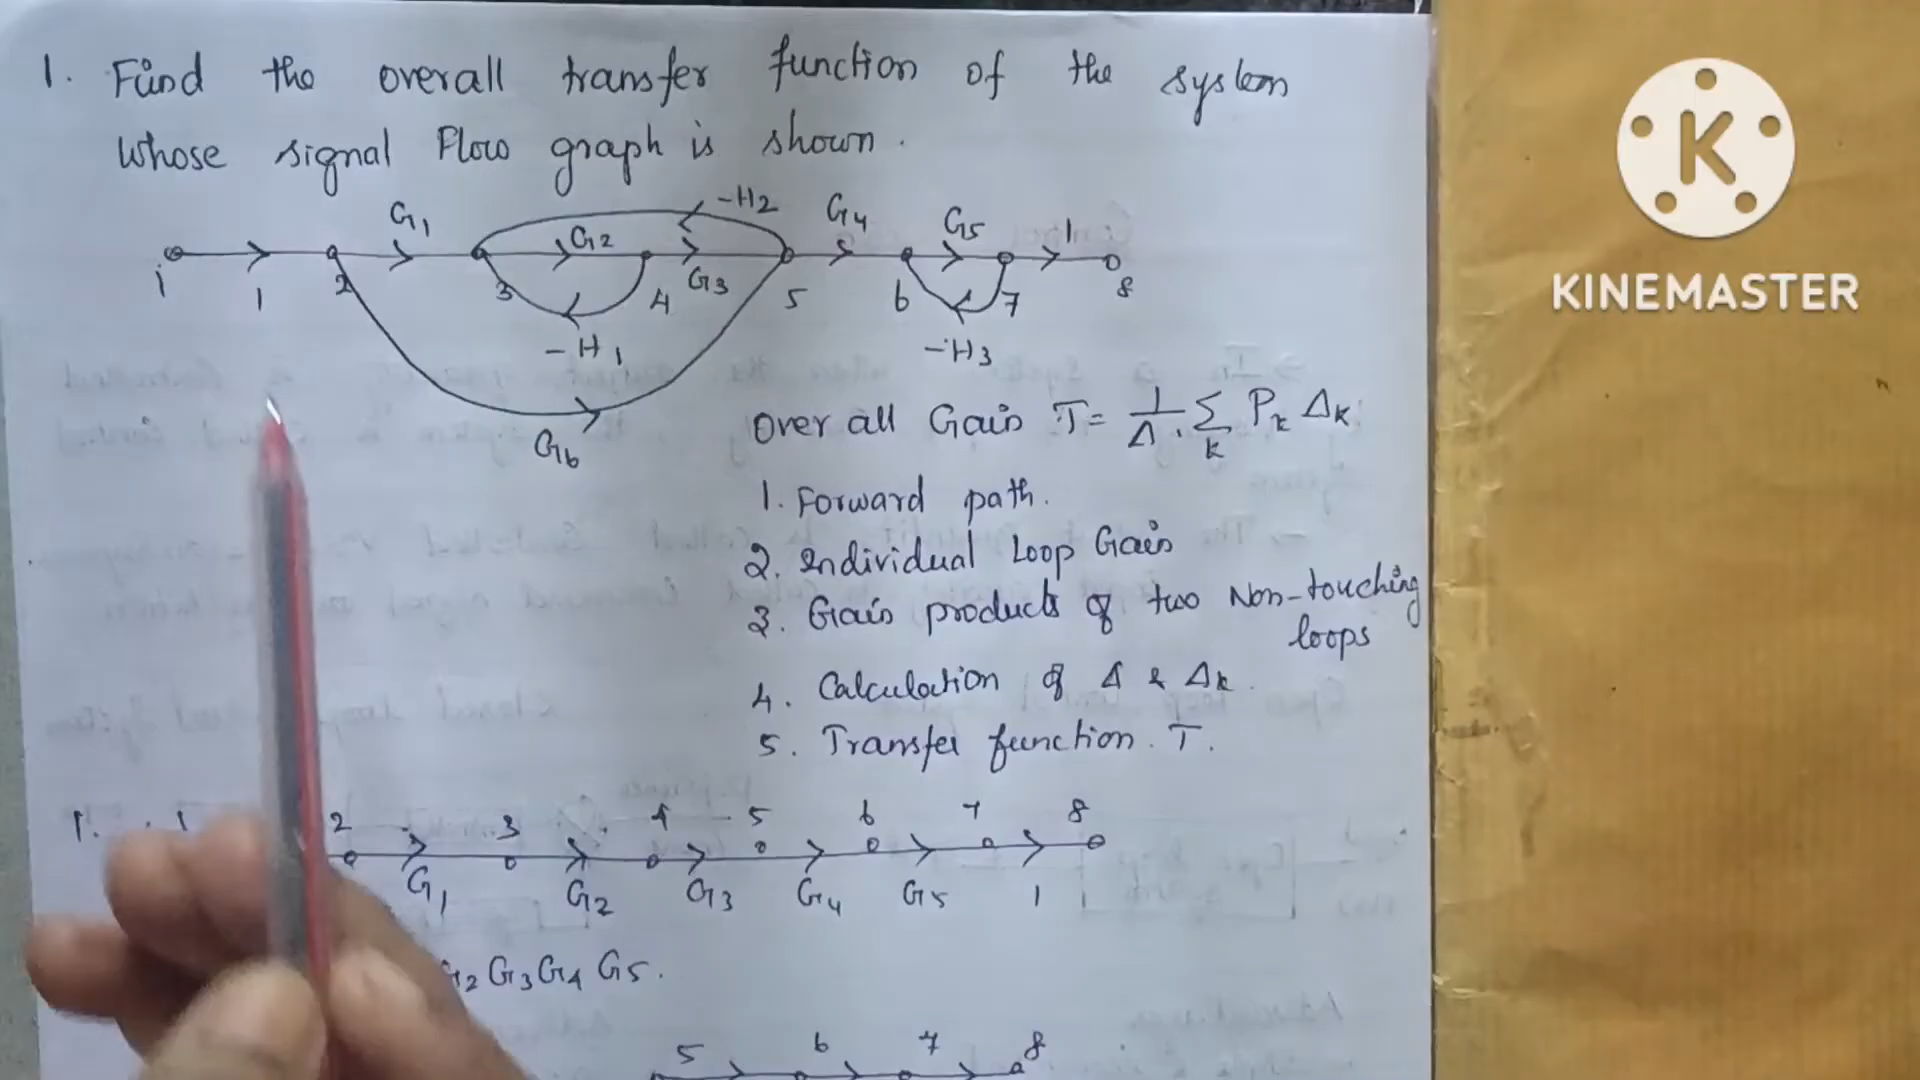 1. Find the overall transfer function of the system
whose signal Flow graph is shown.
G1 G2 -H2 G4 G5 1
G3
1 1 2 3 4 5 6 7 8
-H1 -H3
G6
Over all Gain T = 1/Δ . Σ k Pk Δk
1. Forward path.
2. Individual Loop Gain
3. Gain products of two Non-touching
loops
4. Calculation of Δ & Δk.
5. Transfer function. T.
1. 1 2 3 4 5 6 7 8
G1 G2 G3 G4 G5 1
G2 G3 G4 G5.
5 6 7 8
K
KINEMASTER